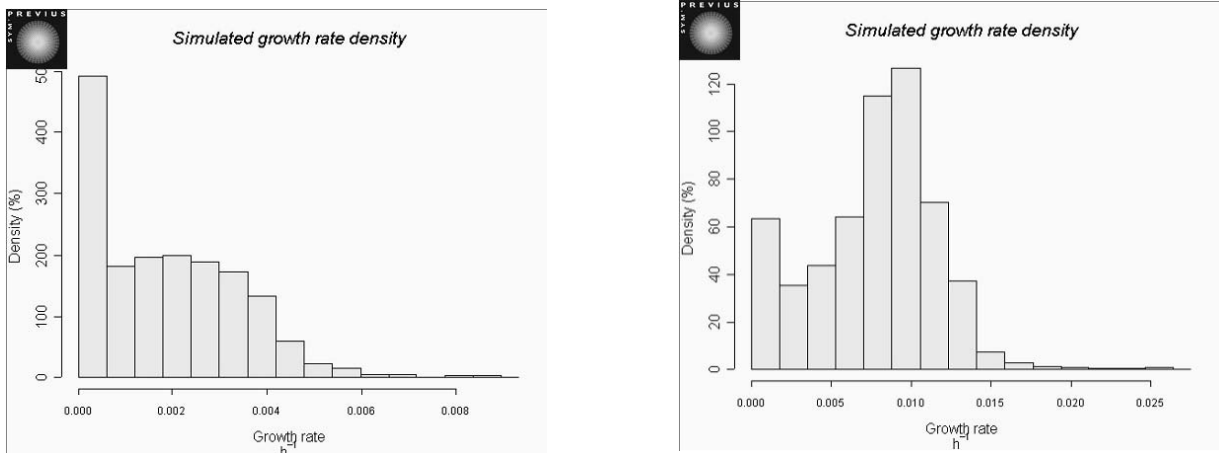 SYM'PREVIUS
Simulated growth rate density
Density (%)
500
400
300
200
100
0
0.000 0.002 0.004 0.006 0.008
Growth rate
h⁻¹
SYM'PREVIUS
Simulated growth rate density
Density (%)
120
100
80
60
40
20
0
0.000 0.005 0.010 0.015 0.020 0.025
Growth rate
h⁻¹